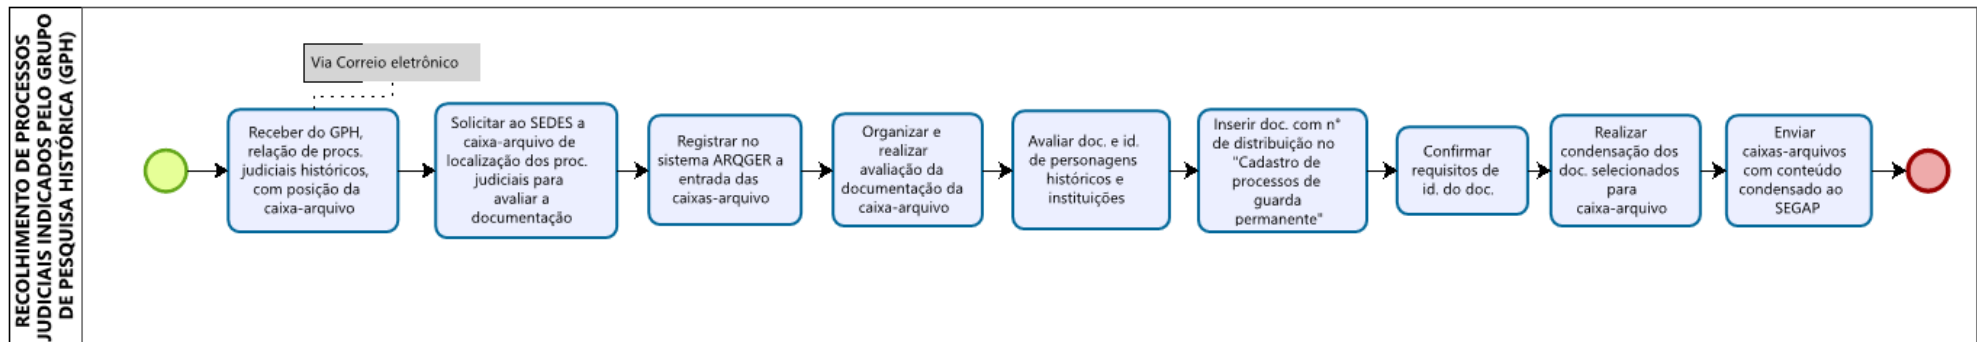 RECOLHIMENTO DE PROCESSOS
JUDICIAIS INDICADOS PELO GRUPO
DE PESQUISA HISTÓRICA (GPH)
Via Correio eletrônico
Receber do GPH,
relação de procs.
judiciais históricos,
com posição da
caixa-arquivo
Solicitar ao SEDES a
caixa-arquivo de
localização dos proc.
judiciais para
avaliar a
documentação
Registrar no
sistema ARQGER a
entrada das
caixas-arquivo
Organizar e
realizar
avaliação da
documentação da
caixa-arquivo
Avaliar doc. e id.
de personagens
históricos e
instituições
Inserir doc. com n°
de distribuição no
"Cadastro de
processos de
guarda
permanente"
Confirmar
requisitos de
id. do doc.
Realizar
condensação dos
doc. selecionados
para
caixa-arquivo
Enviar
caixas-arquivos
com conteúdo
condensado ao
SEGAP